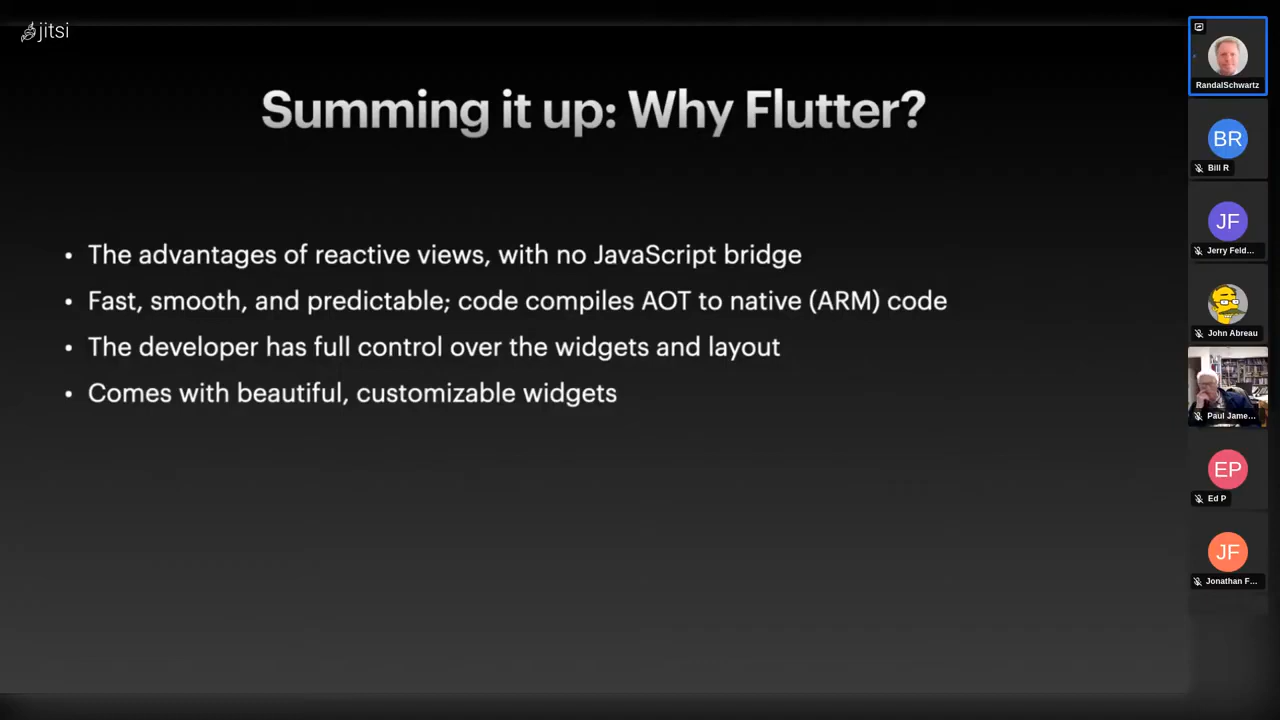 jitsi
Summing it up: Why Flutter?
• The advantages of reactive views, with no JavaScript bridge
• Fast, smooth, and predictable; code compiles AOT to native (ARM) code
• The developer has full control over the widgets and layout
• Comes with beautiful, customizable widgets
RandalSchwartz
BR
Bill R
JF
Jerry Feld...
John Abreau
Paul Jame...
EP
Ed P
JF
Jonathan F...